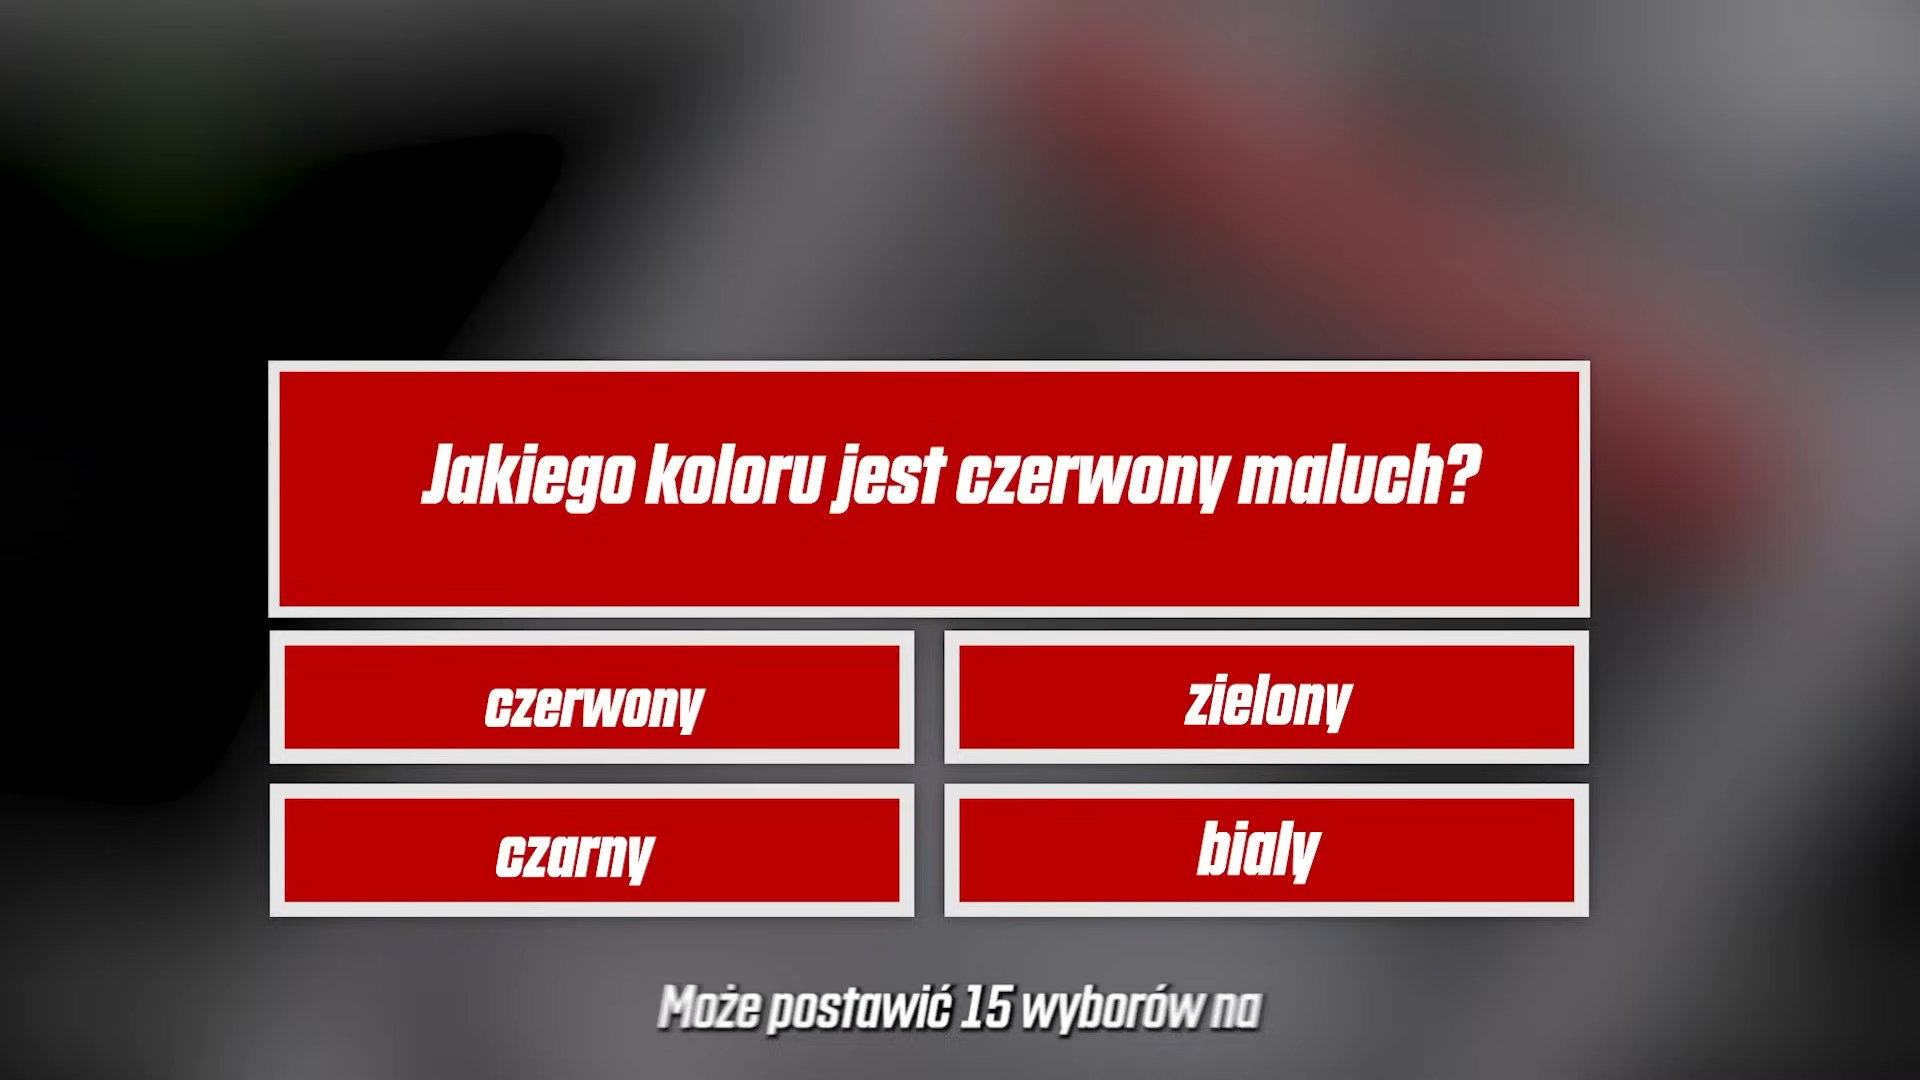 Jakiego koloru jest czerwony maluch?
czerwony
zielony
czarny
biały
Może postawić 15 wyborów na